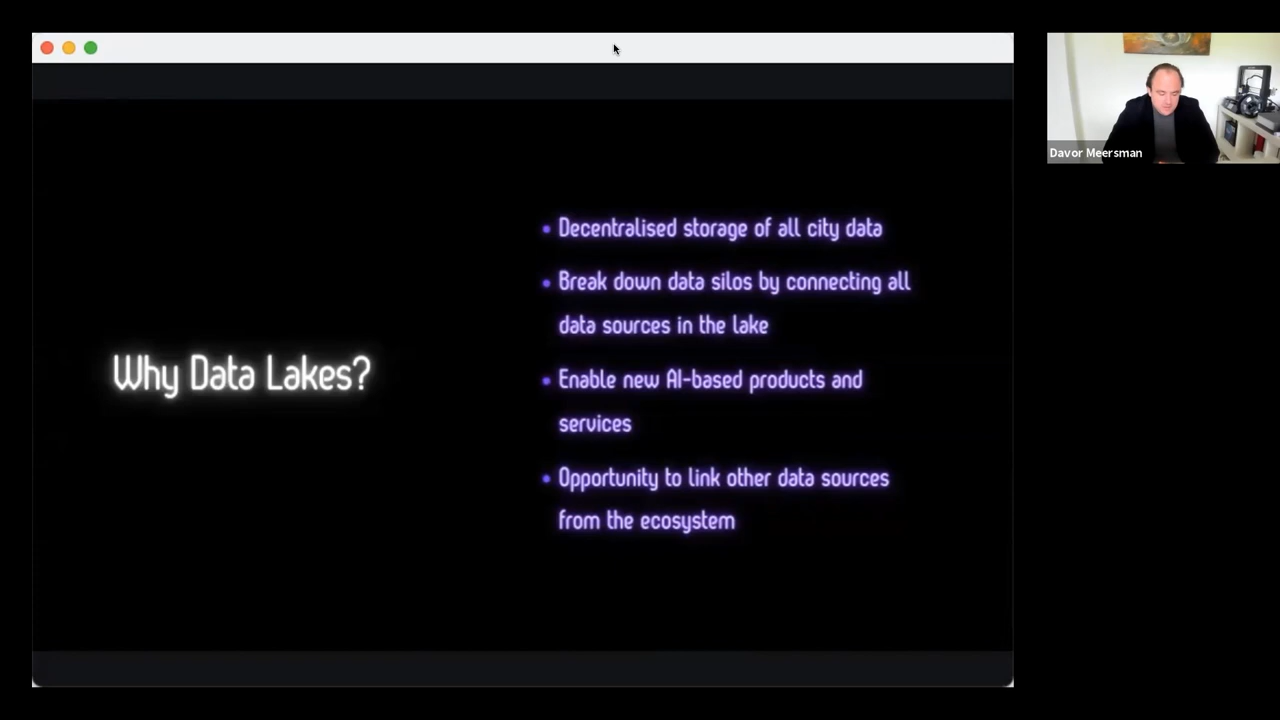 Why Data Lakes?
Decentralised storage of all city data
Break down data silos by connecting all
data sources in the lake
Enable new AI-based products and
services
Opportunity to link other data sources
from the ecosystem
Davor Meersman